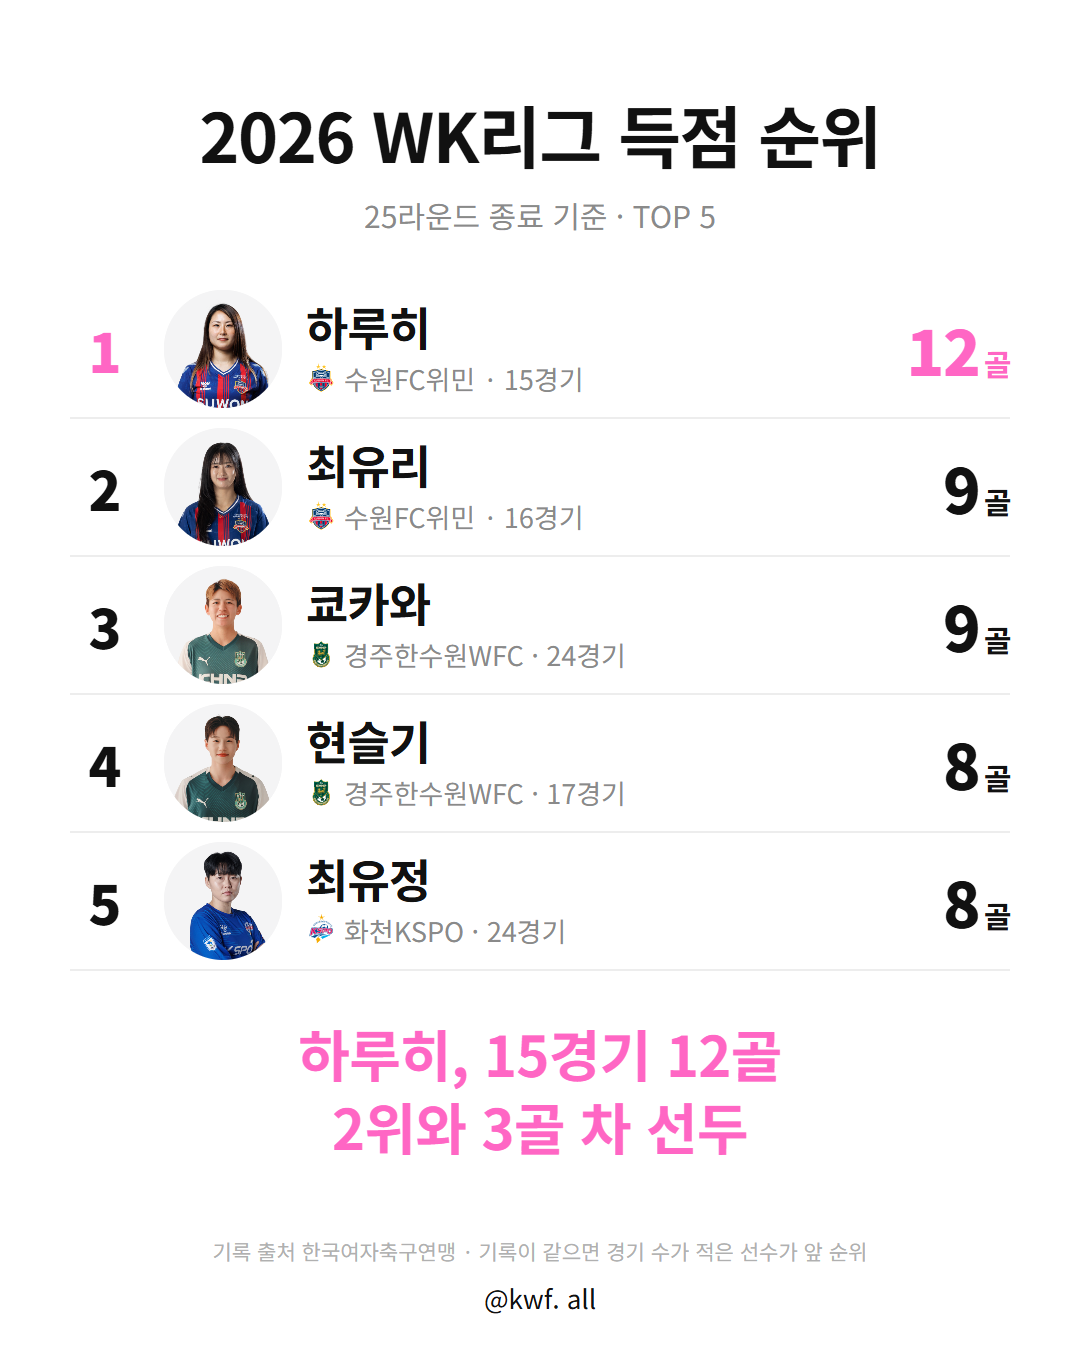 2026 WK리그 득점 순위
25라운드 종료 기준 · TOP 5
1
하루히
수원FC위민 · 15경기
12골
2
최유리
수원FC위민 · 16경기
9골
3
쿄카와
경주한수원WFC · 24경기
9골
4
현슬기
경주한수원WFC · 17경기
8골
5
최유정
화천KSPO · 24경기
8골
하루히, 15경기 12골
2위와 3골 차 선두
기록 출처 한국여자축구연맹 · 기록이 같으면 경기 수가 적은 선수가 앞 순위
@kwf. all